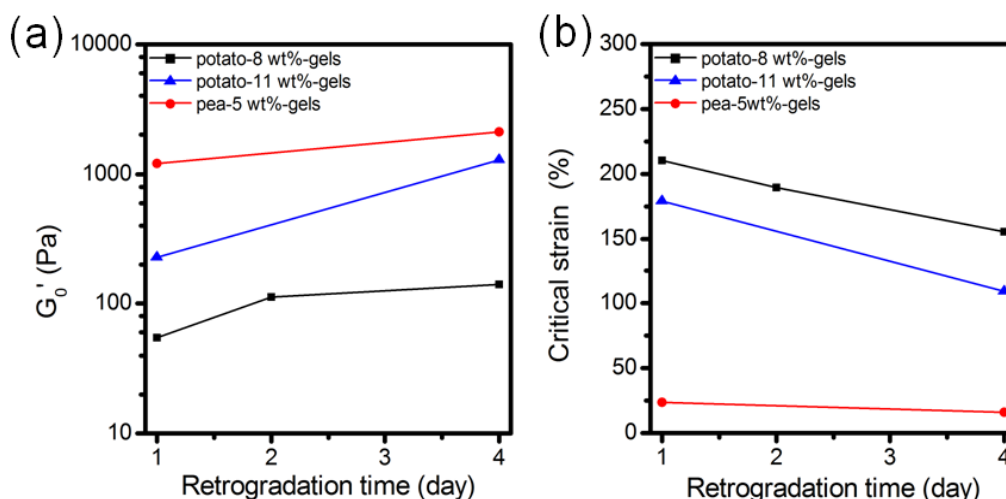 (a)
10000
1000
100
10
G₀' (Pa)
potato-8 wt%-gels
potato-11 wt%-gels
pea-5 wt%-gels
1 2 3 4
Retrogradation time (day)
(b)
300
250
200
150
100
50
0
Critical strain (%)
potato-8 wt%-gels
potato-11 wt%-gels
pea-5wt%-gels
1 2 3 4
Retrogradation time (day)